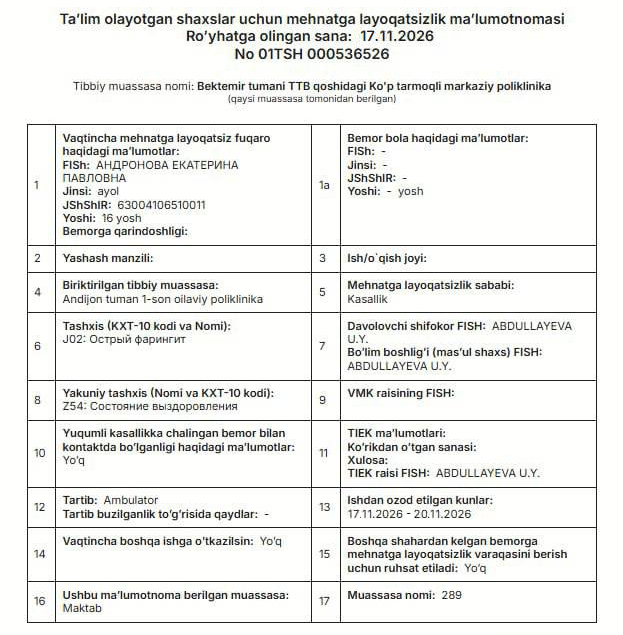 Ta’lim olayotgan shaxslar uchun mehnatga layoqatsizlik ma’lumotnomasi
Ro’yhatga olingan sana: 17.11.2026
No 01TSH 000536526
Tibbiy muassasa nomi: Bektemir tumani TTB qoshidagi Ko'p tarmoqli markaziy poliklinika
(qaysi muassasa tomonidan berilgan)
1
Vaqtincha mehnatga layoqatsiz fuqaro
haqidagi ma’lumotlar:
FISh: АНДРОНОВА ЕКАТЕРИНА
ПАВЛОВНА
Jinsi: ayol
JShShIR: 63004106510011
Yoshi: 16 yosh
Bemorga qarindoshligi:
1a
Bemor bola haqidagi ma’lumotlar:
FISh: -
Jinsi: -
JShShIR: -
Yoshi: - yosh
2
Yashash manzili:
3
Ish/o`qish joyi:
4
Biriktirilgan tibbiy muassasa:
Andijon tuman 1-son oilaviy poliklinika
5
Mehnatga layoqatsizlik sababi:
Kasallik
6
Tashxis (KXT-10 kodi va Nomi):
J02: Острый фарингит
7
Davolovchi shifokor FISH: ABDULLAYEVA
U.Y.
Bo’lim boshlig’i (mas’ul shaxs) FISH:
ABDULLAYEVA U.Y.
8
Yakuniy tashxis (Nomi va KXT-10 kodi):
Z54: Состояние выздоровления
9
VMK raisining FISH:
10
Yuqumli kasallikka chalingan bemor bilan
kontaktda bo’lganligi haqidagi ma’lumotlar:
Yo’q
11
TIEK ma’lumotlari:
Ko’rikdan o’tgan sanasi:
Xulosa:
TIEK raisi FISH: ABDULLAYEVA U.Y.
12
Tartib: Ambulator
Tartib buzilganlik to’g’risida qaydlar: -
13
Ishdan ozod etilgan kunlar:
17.11.2026 - 20.11.2026
14
Vaqtincha boshqa ishga o’tkazilsin: Yo’q
15
Boshqa shahardan kelgan bemorga
mehnatga layoqatsizlik varaqasini berish
uchun ruhsat etiladi: Yo’q
16
Ushbu ma’lumotnoma berilgan muassasa:
Maktab
17
Muassasa nomi: 289